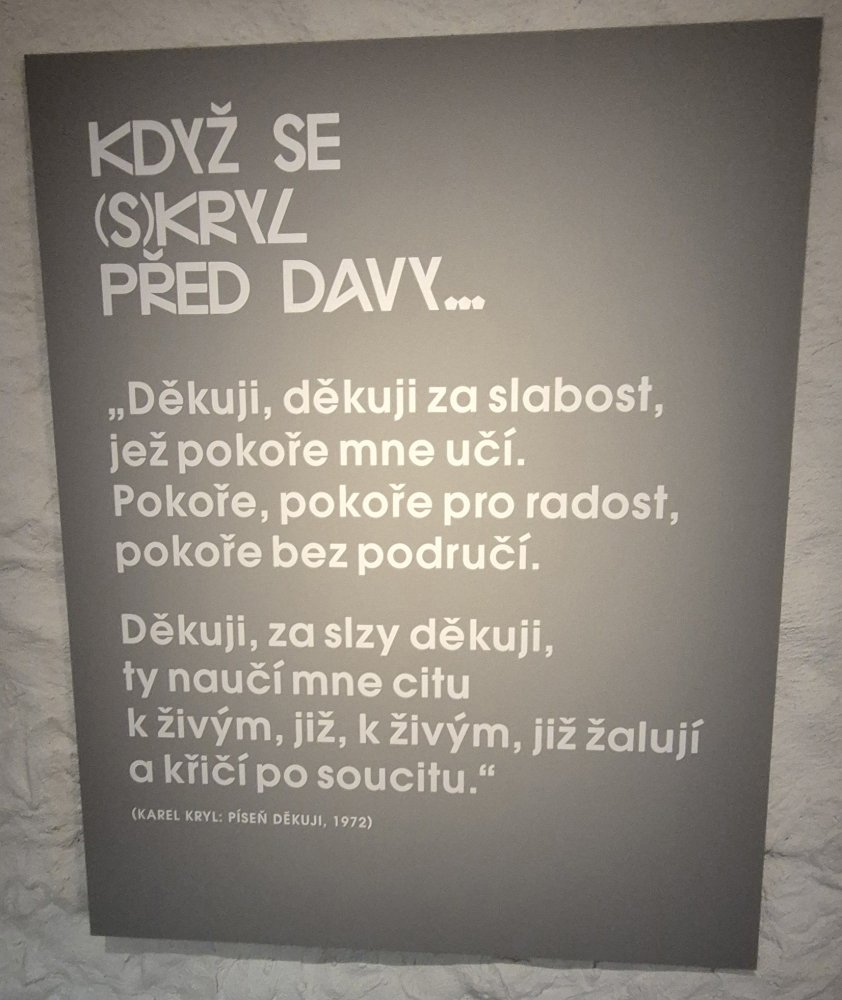 KDYŽ SE
(S)KRYL
PŘED DAVY...
„Děkuji, děkuji za slabost,
jež pokoře mne učí.
Pokoře, pokoře pro radost,
pokoře bez područí.
Děkuji, za slzy děkuji,
ty naučí mne citu
k živým, již, k živým, již žalují
a křičí po soucitu.“
(KAREL KRYL: PÍSEŇ DĚKUJI, 1972)